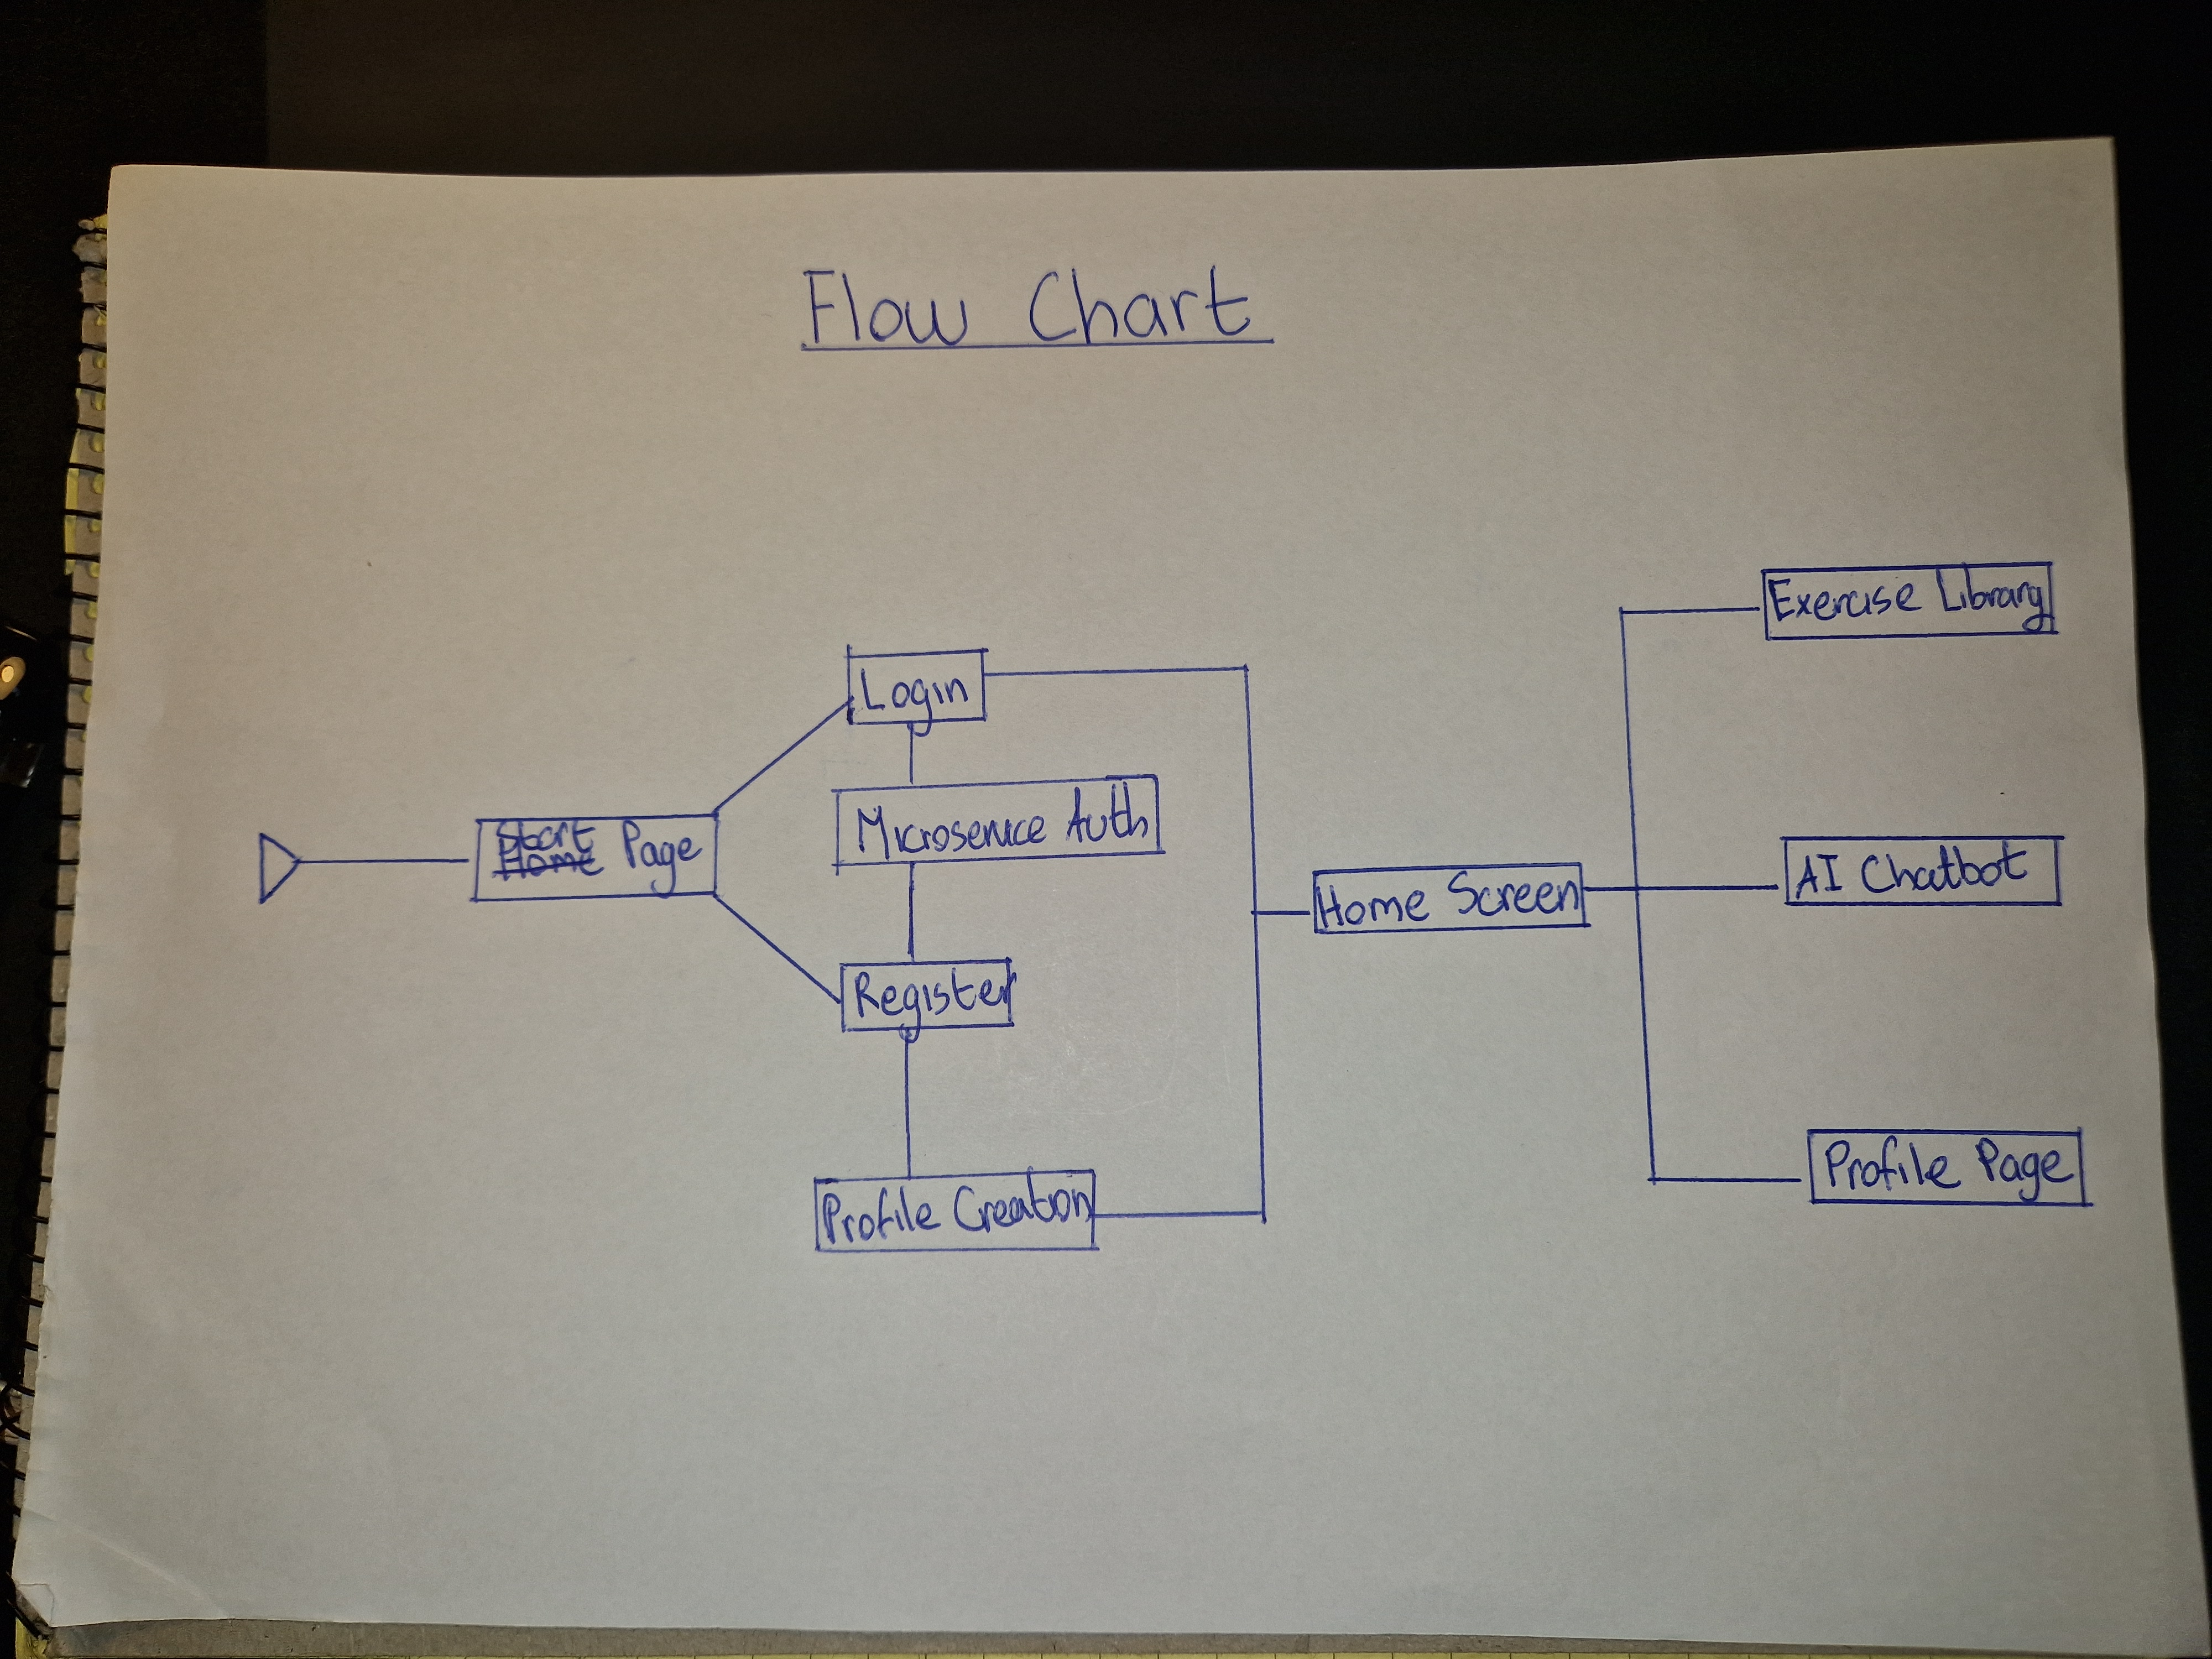 Flow Chart
Exercise Library
Login
Microservice Auth
Start
Home Page
AI Chatbot
Home Screen
Register
Profile Page
Profile Creation